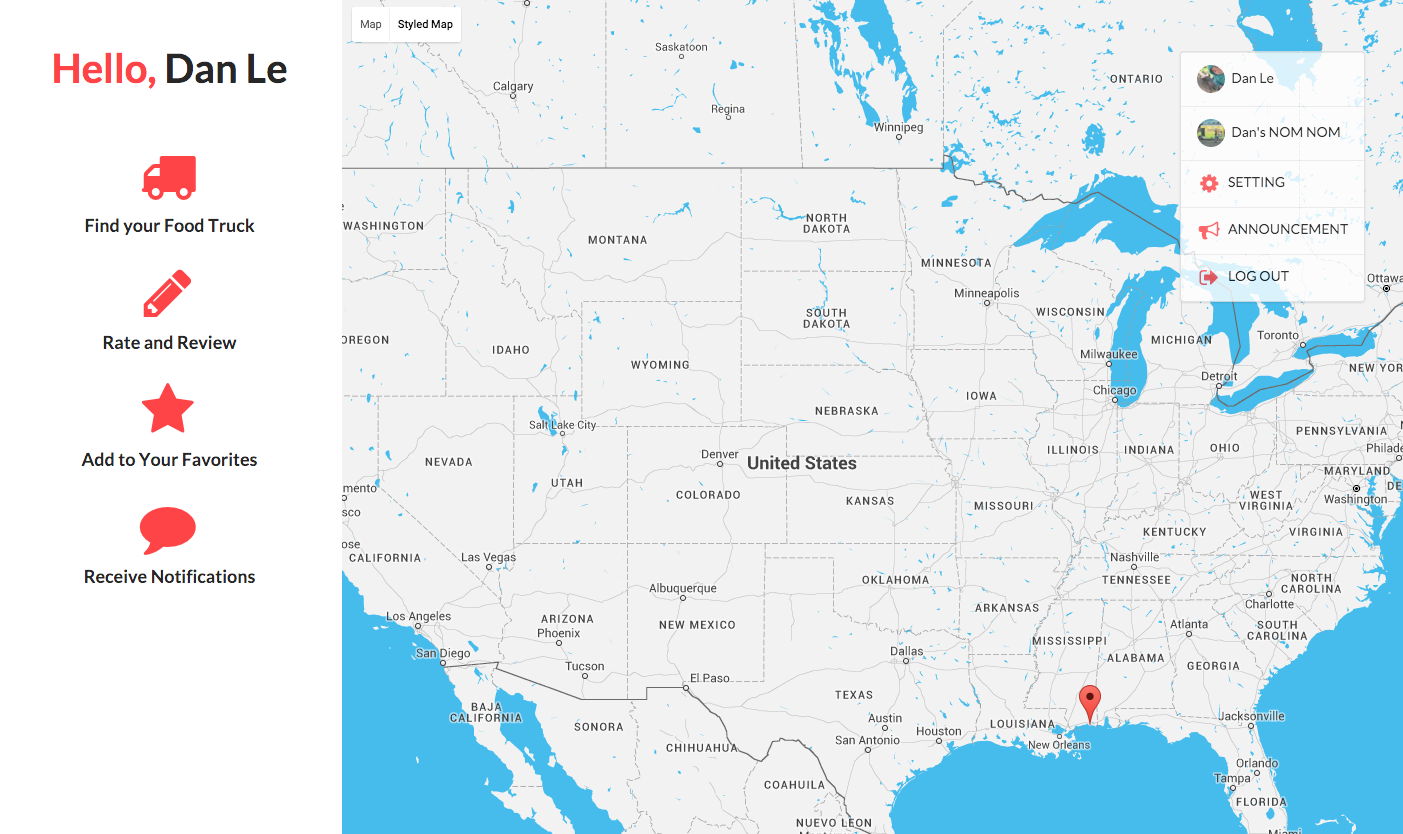 Hello, Dan Le
Find your Food Truck
Rate and Review
Add to Your Favorites
Receive Notifications
Map
Styled Map
Dan Le
Dan's NOM NOM
SETTING
ANNOUNCEMENT
LOG OUT
Saskatoon
Calgary
Regina
Winnipeg
ONTARIO
WASHINGTON
MONTANA
NORTH
DAKOTA
MINNESOTA
Minneapolis
Ottawa
OREGON
IDAHO
WYOMING
SOUTH
DAKOTA
WISCONSIN
Milwaukee
MICHIGAN
Toronto
Detroit
Chicago
NEW YOR
IOWA
NEBRASKA
Salt Lake City
PENNSYLVANIA
Philade
NEVADA
UTAH
Denver
COLORADO
United States
KANSAS
MISSOURI
ILLINOIS
INDIANA
OHIO
MARYLAND
DE
Washington
WEST
VIRGINIA
VIRGINIA
KENTUCKY
mento
sco
ose
CALIFORNIA
Las Vegas
Nashville
TENNESSEE
NORTH
CAROLINA
Charlotte
OKLAHOMA
ARKANSAS
Albuquerque
NEW MEXICO
Los Angeles
ARIZONA
Phoenix
San Diego
Tucson
El Paso
Dallas
MISSISSIPPI
ALABAMA
Atlanta
GEORGIA
SOUTH
CAROLINA
TEXAS
Austin
San Antonio
Houston
LOUISIANA
New Orleans
Jacksonville
BAJA
CALIFORNIA
SONORA
CHIHUAHUA
COAHUILA
NUEVO LEON
Orlando
Tampa
FLORIDA
Miami